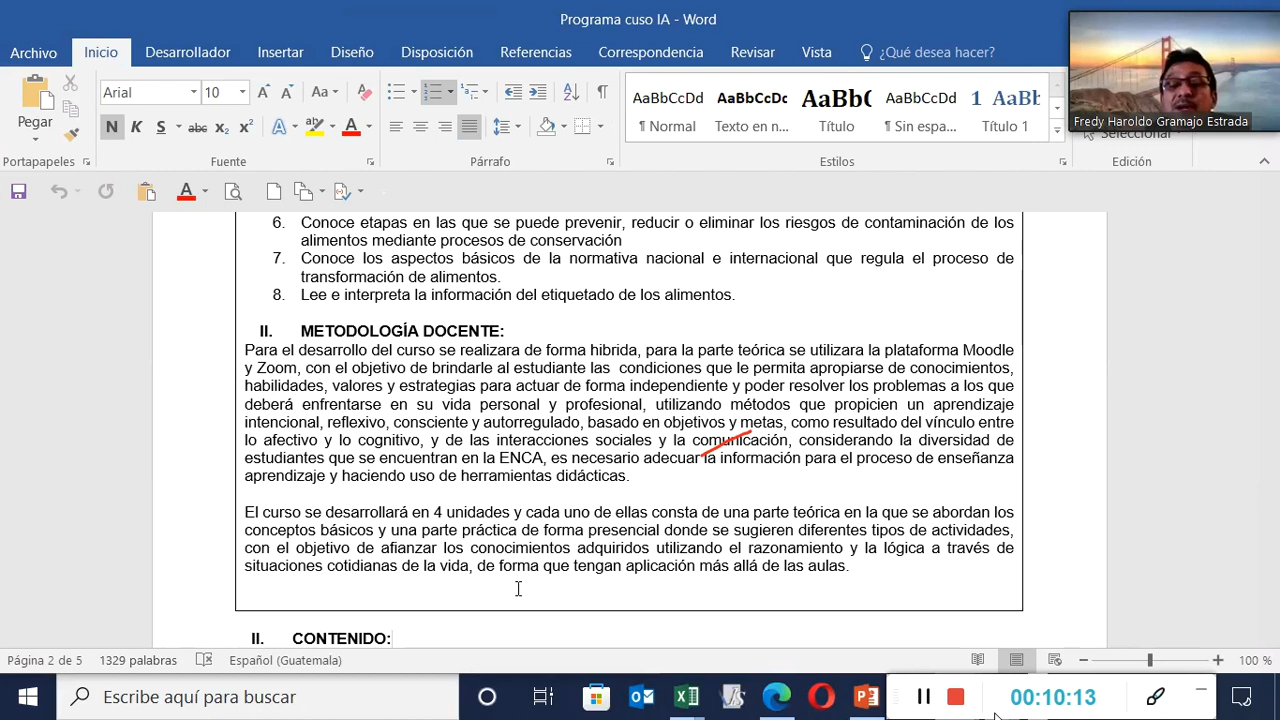 Programa cuso IA - Word
Archivo Inicio Desarrollador Insertar Diseño Disposición Referencias Correspondencia Revisar Vista ¿Qué desea hacer?
Pegar
Arial 10
Aa
N K S abc x₂ x²
AaBbCcDd AaBbCcDc AaBbC AaBbCcDd 1 AaBbC
¶ Normal Texto en n... Título ¶ Sin espa... Título 1
Seleccionar
Portapapeles Fuente Párrafo Estilos Edición
Fredy Haroldo Gramajo Estrada
6. Conoce etapas en las que se puede prevenir, reducir o eliminar los riesgos de contaminación de los
alimentos mediante procesos de conservación
7. Conoce los aspectos básicos de la normativa nacional e internacional que regula el proceso de
transformación de alimentos.
8. Lee e interpreta la información del etiquetado de los alimentos.
II. METODOLOGÍA DOCENTE:
Para el desarrollo del curso se realizara de forma hibrida, para la parte teórica se utilizara la plataforma Moodle
y Zoom, con el objetivo de brindarle al estudiante las condiciones que le permita apropiarse de conocimientos,
habilidades, valores y estrategias para actuar de forma independiente y poder resolver los problemas a los que
deberá enfrentarse en su vida personal y profesional, utilizando métodos que propicien un aprendizaje
intencional, reflexivo, consciente y autorregulado, basado en objetivos y metas, como resultado del vínculo entre
lo afectivo y lo cognitivo, y de las interacciones sociales y la comunicación, considerando la diversidad de
estudiantes que se encuentran en la ENCA, es necesario adecuar la información para el proceso de enseñanza
aprendizaje y haciendo uso de herramientas didácticas.
El curso se desarrollará en 4 unidades y cada uno de ellas consta de una parte teórica en la que se abordan los
conceptos básicos y una parte práctica de forma presencial donde se sugieren diferentes tipos de actividades,
con el objetivo de afianzar los conocimientos adquiridos utilizando el razonamiento y la lógica a través de
situaciones cotidianas de la vida, de forma que tengan aplicación más allá de las aulas.
II. CONTENIDO:
Página 2 de 5 1329 palabras Español (Guatemala) 100 %
Escribe aquí para buscar
00:10:13